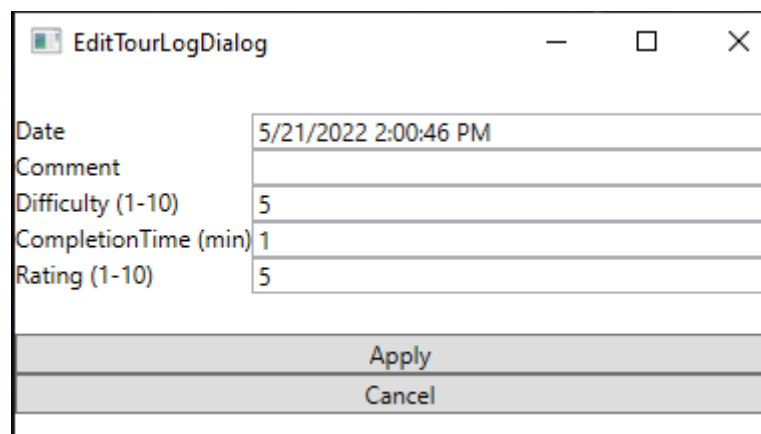 EditTourLogDialog
Date 5/21/2022 2:00:46 PM
Comment
Difficulty (1-10) 5
CompletionTime (min) 1
Rating (1-10) 5
Apply
Cancel